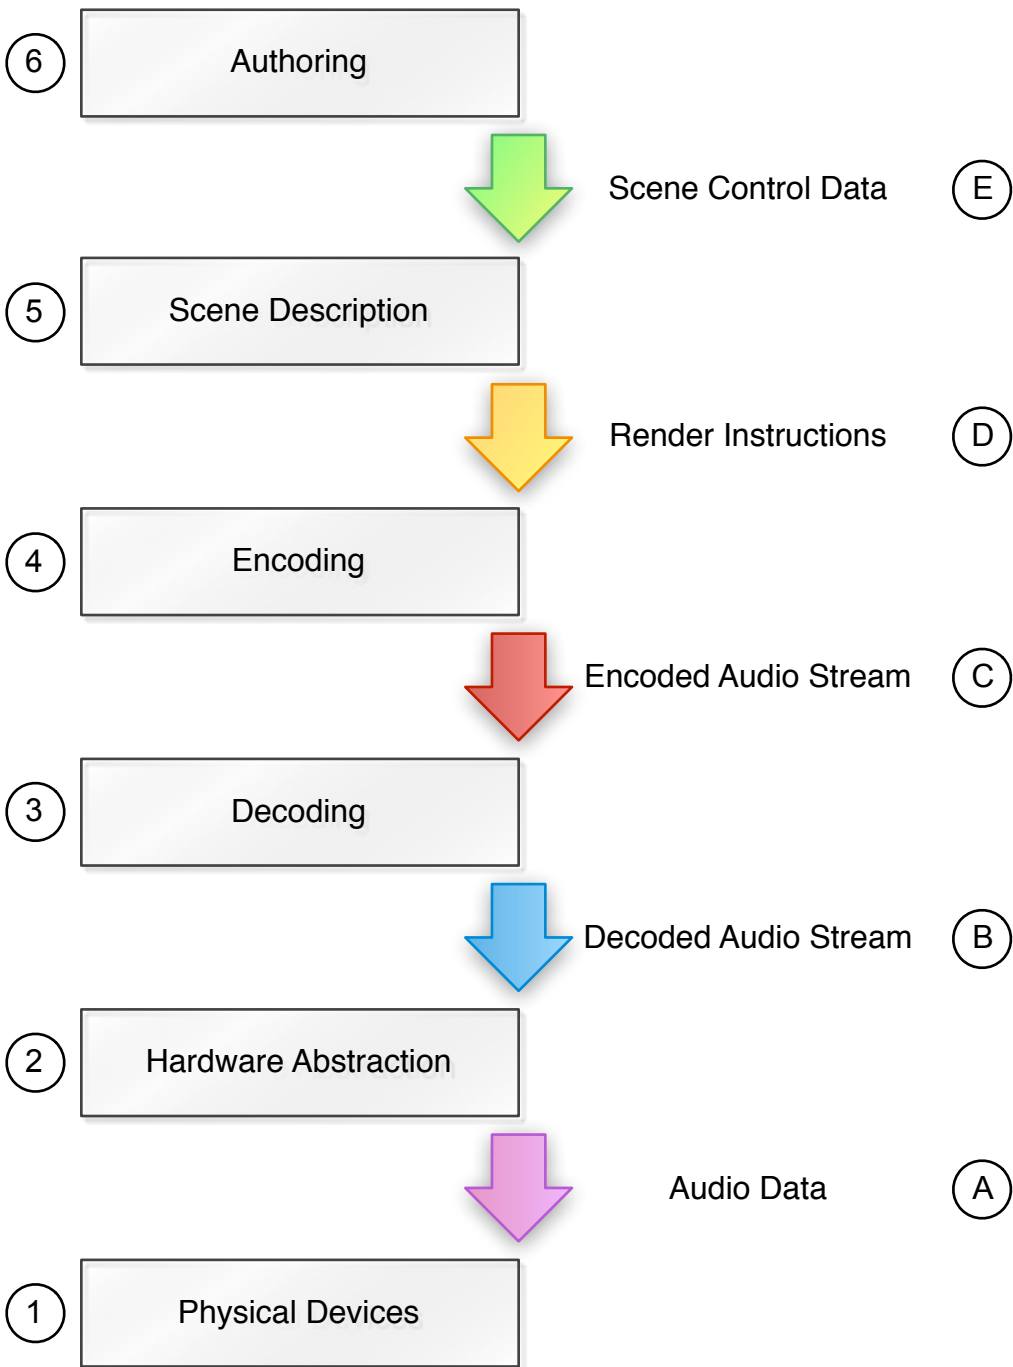 6 Authoring
Scene Control Data E
5 Scene Description
Render Instructions D
4 Encoding
Encoded Audio Stream C
3 Decoding
Decoded Audio Stream B
2 Hardware Abstraction
Audio Data A
1 Physical Devices